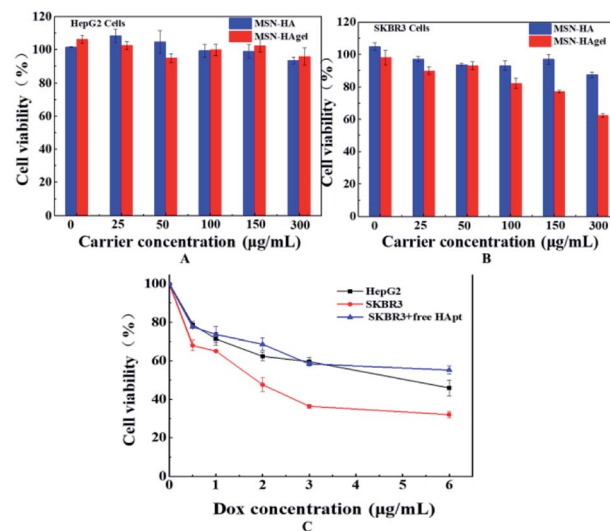 HepG2 Cells
MSN-HA
MSN-HAgel
Cell viability (%)
120
100
80
60
40
20
0
0 25 50 100 150 300
Carrier concentration (µg/mL)
A
SKBR3 Cells
MSN-HA
MSN-HAgel
Cell viability (%)
120
100
80
60
40
20
0
0 25 50 100 150 300
Carrier concentration (µg/mL)
B
HepG2
SKBR3
SKBR3+free HApt
Cell viability (%)
100
80
60
40
20
0
0 1 2 3 6
Dox concentration (µg/mL)
C